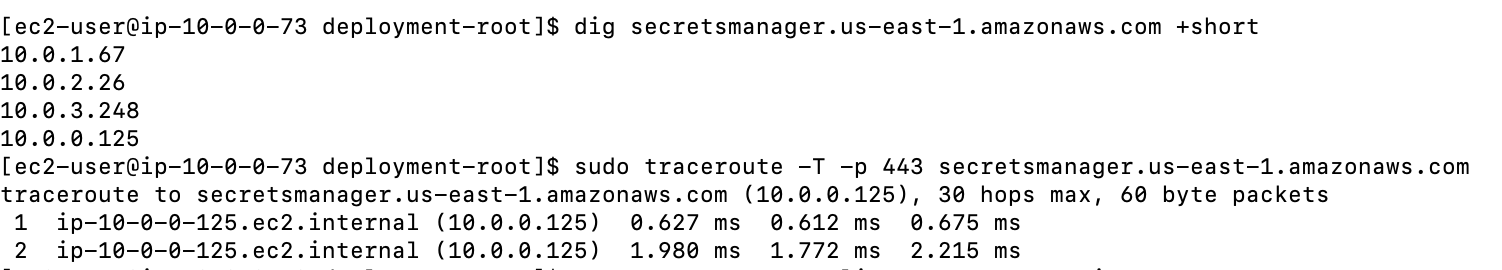 [ec2-user@ip-10-0-0-73 deployment-root]$ dig secretsmanager.us-east-1.amazonaws.com +short
10.0.1.67
10.0.2.26
10.0.3.248
10.0.0.125
[ec2-user@ip-10-0-0-73 deployment-root]$ sudo traceroute -T -p 443 secretsmanager.us-east-1.amazonaws.com
traceroute to secretsmanager.us-east-1.amazonaws.com (10.0.0.125), 30 hops max, 60 byte packets
 1  ip-10-0-0-125.ec2.internal (10.0.0.125)  0.627 ms  0.612 ms  0.675 ms
 2  ip-10-0-0-125.ec2.internal (10.0.0.125)  1.980 ms  1.772 ms  2.215 ms